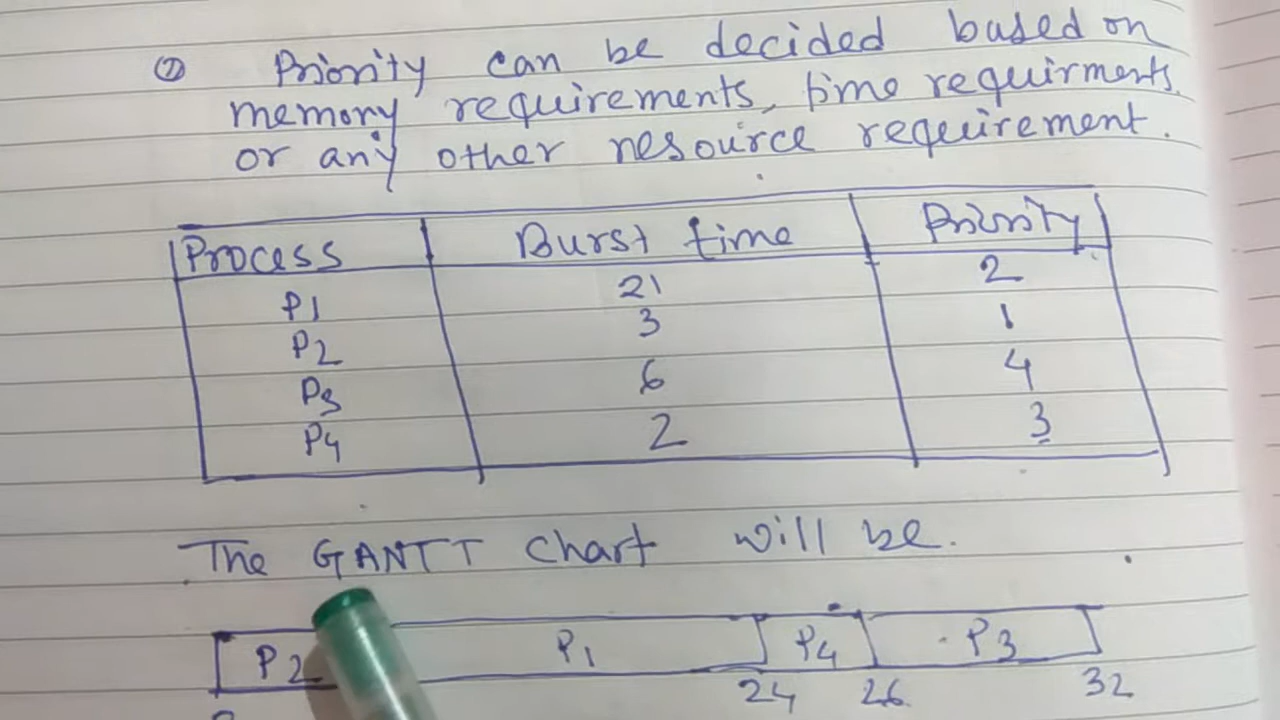 ② Priority can be decided based on
memory requirements, time requirments
or any other resource requirement.
Process Burst time Priority
P1 21 2
P2 3 1
P3 6 4
P4 2 3
The GANTT chart will be.
P2 P1 P4 P3
24 26 32